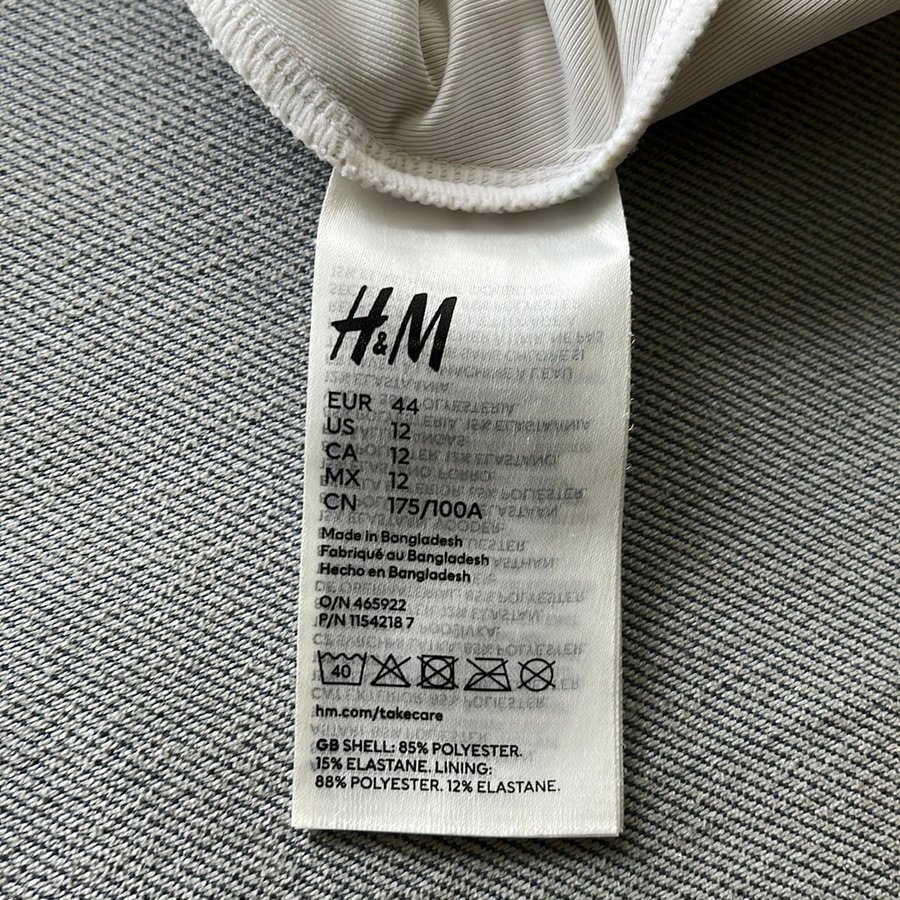 H&M
EUR 44
US 12
CA 12
MX 12
CN 175/100A
Made in Bangladesh
Fabriqué au Bangladesh
Hecho en Bangladesh
O/N 465922
P/N 1154218 7
40
hm.com/takecare
GB SHELL: 85% POLYESTER.
15% ELASTANE. LINING:
88% POLYESTER. 12% ELASTANE.